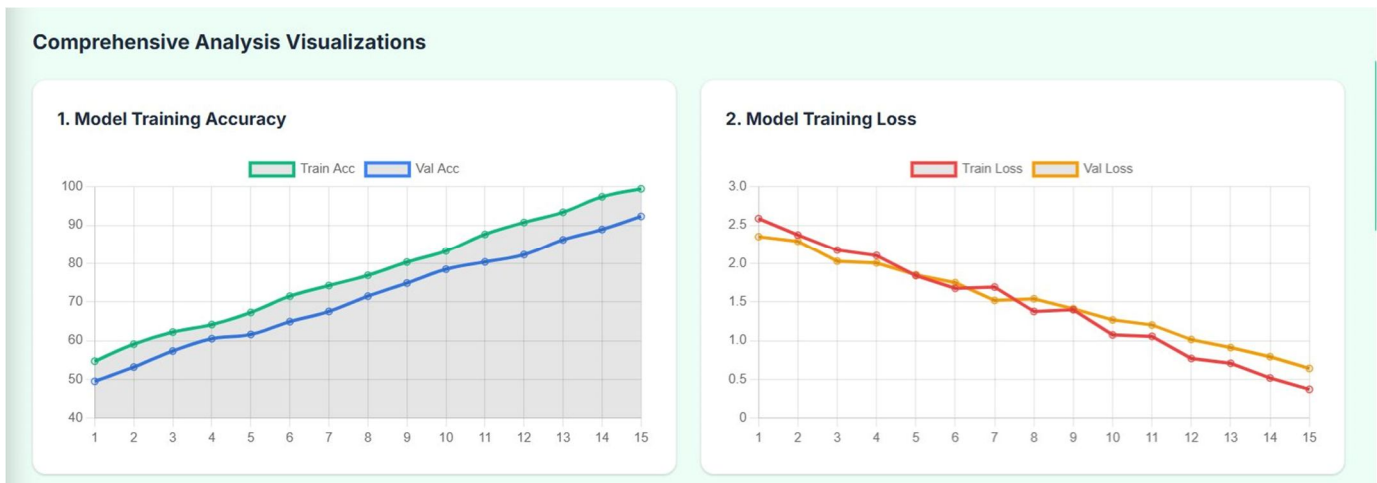 Comprehensive Analysis Visualizations
1. Model Training Accuracy
Train Acc Val Acc
100
90
80
70
60
50
40
1 2 3 4 5 6 7 8 9 10 11 12 13 14 15
2. Model Training Loss
Train Loss Val Loss
3.0
2.5
2.0
1.5
1.0
0.5
0
1 2 3 4 5 6 7 8 9 10 11 12 13 14 15